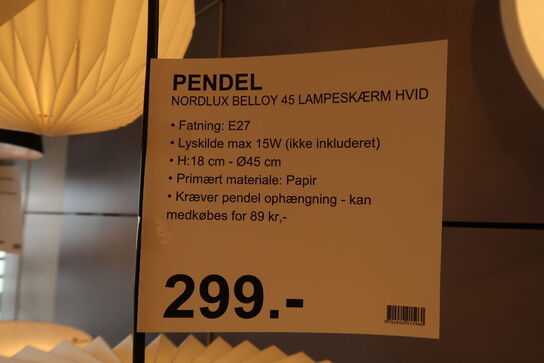 PENDEL
NORDLUX BELLOY 45 LAMPESKÆRM HVID
• Fatning: E27
• Lyskilde max 15W (ikke inkluderet)
• H:18 cm - Ø45 cm
• Primært materiale: Papir
• Kræver pendel ophængning - kan
medkøbes for 89 kr,-
299.-